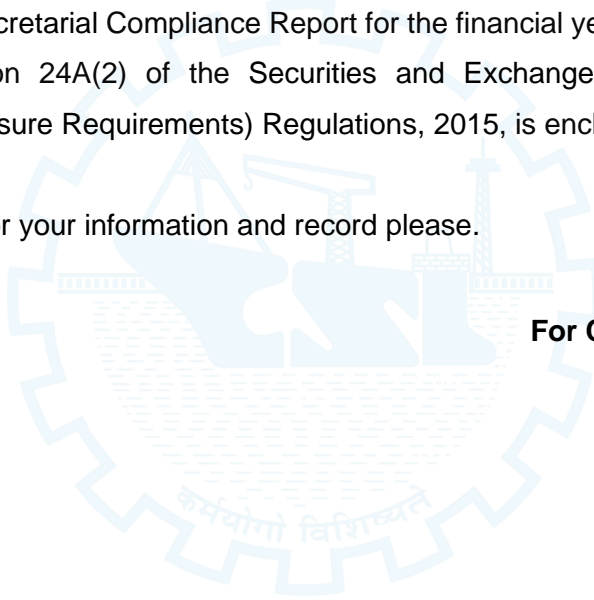 cretarial Compliance Report for the financial ye
on 24A(2) of the Securities and Exchange
sure Requirements) Regulations, 2015, is encl
r your information and record please.
For C
कर्मयोगो विशिष्यते